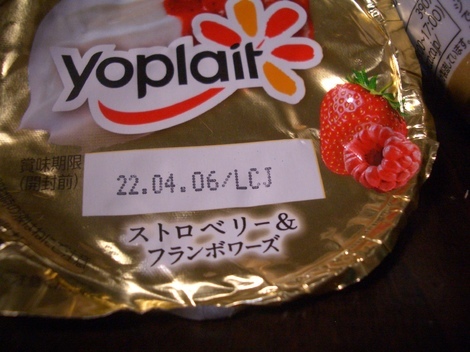 yoplait
賞味期限
(開封前)
22.04.06/LCJ
ストロベリー&
フランボワーズ